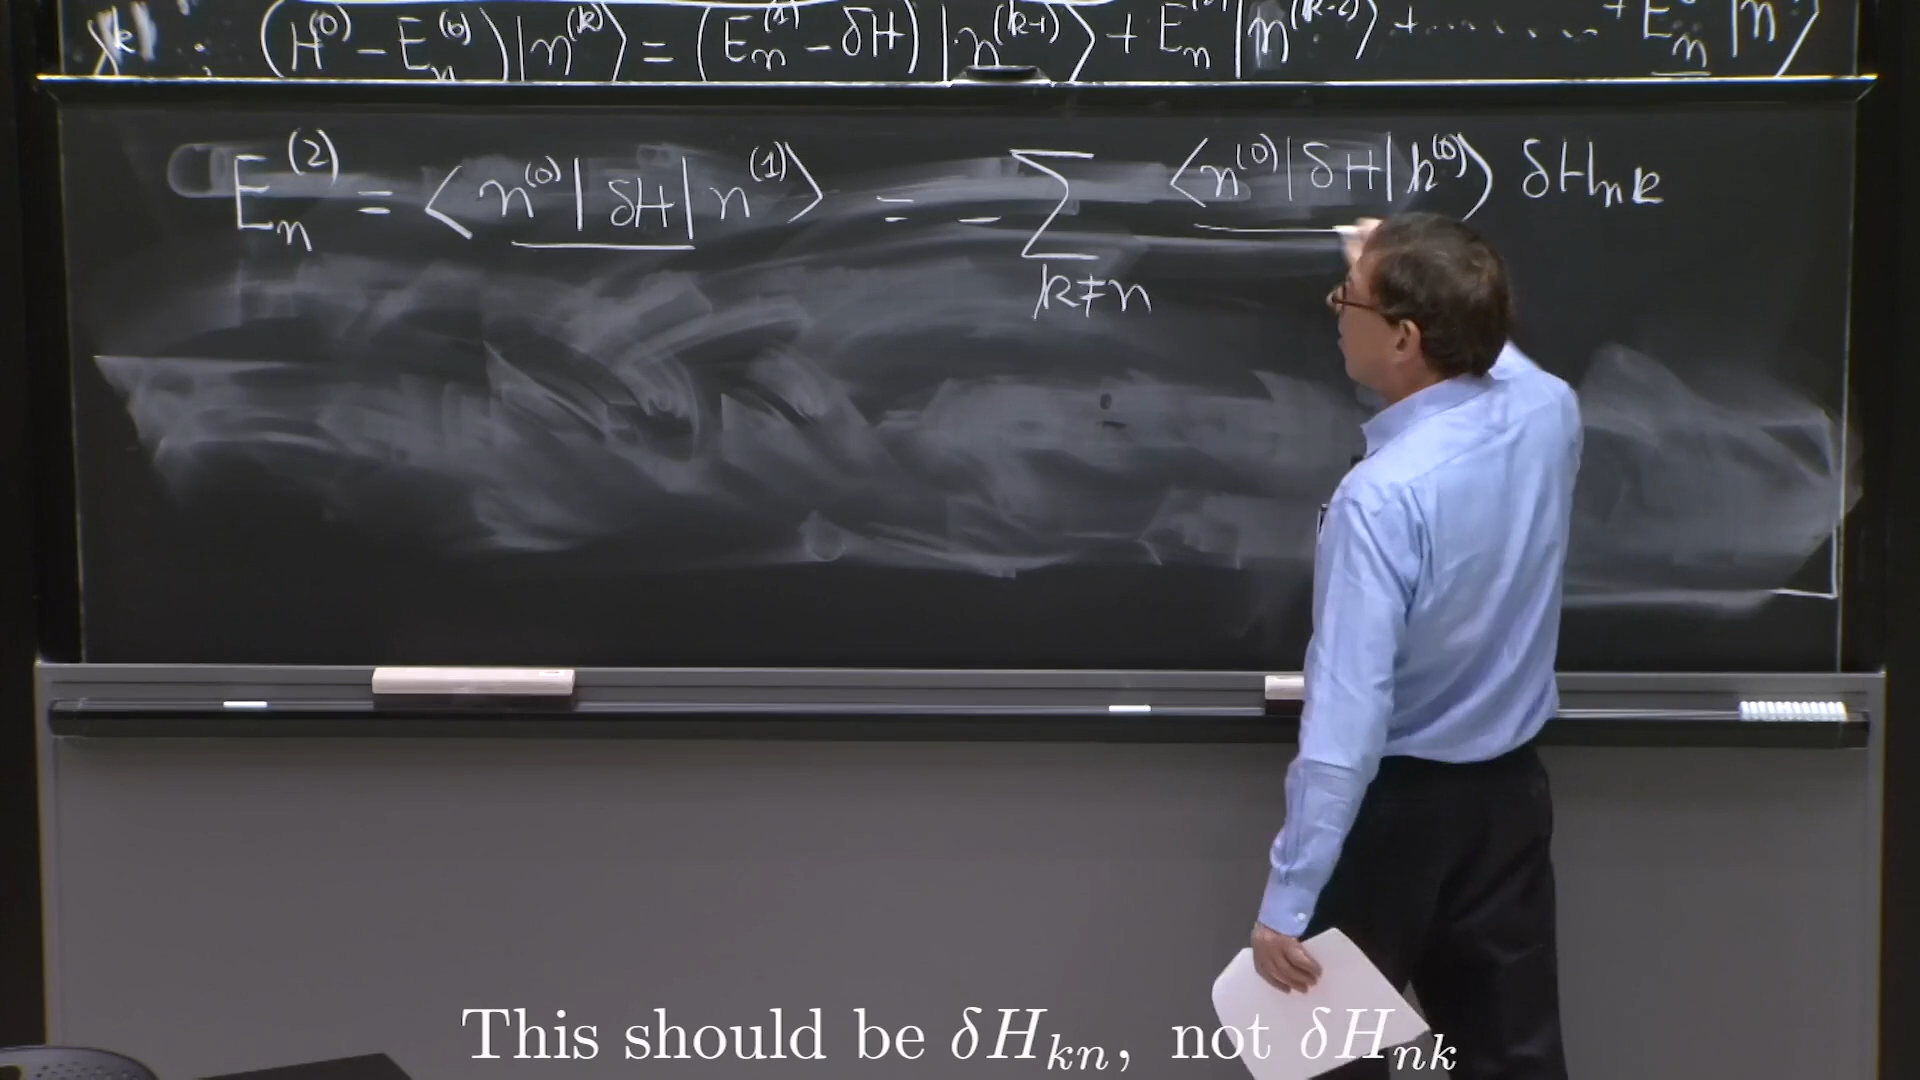 λ^k : (H^(0) - E_n^(0)) |n^(k)⟩ = (E_n^(1) - δH) |n^(k-1)⟩ + E_n^(2) |n^(k-2)⟩ + ....... + E_n |n⟩
E_n^(2) = ⟨n^(0)| δH |n^(1)⟩ = - ∑_{k≠n} ⟨n^(0)| δH |k^(0)⟩ δH_nk
This should be δH_kn, not δH_nk